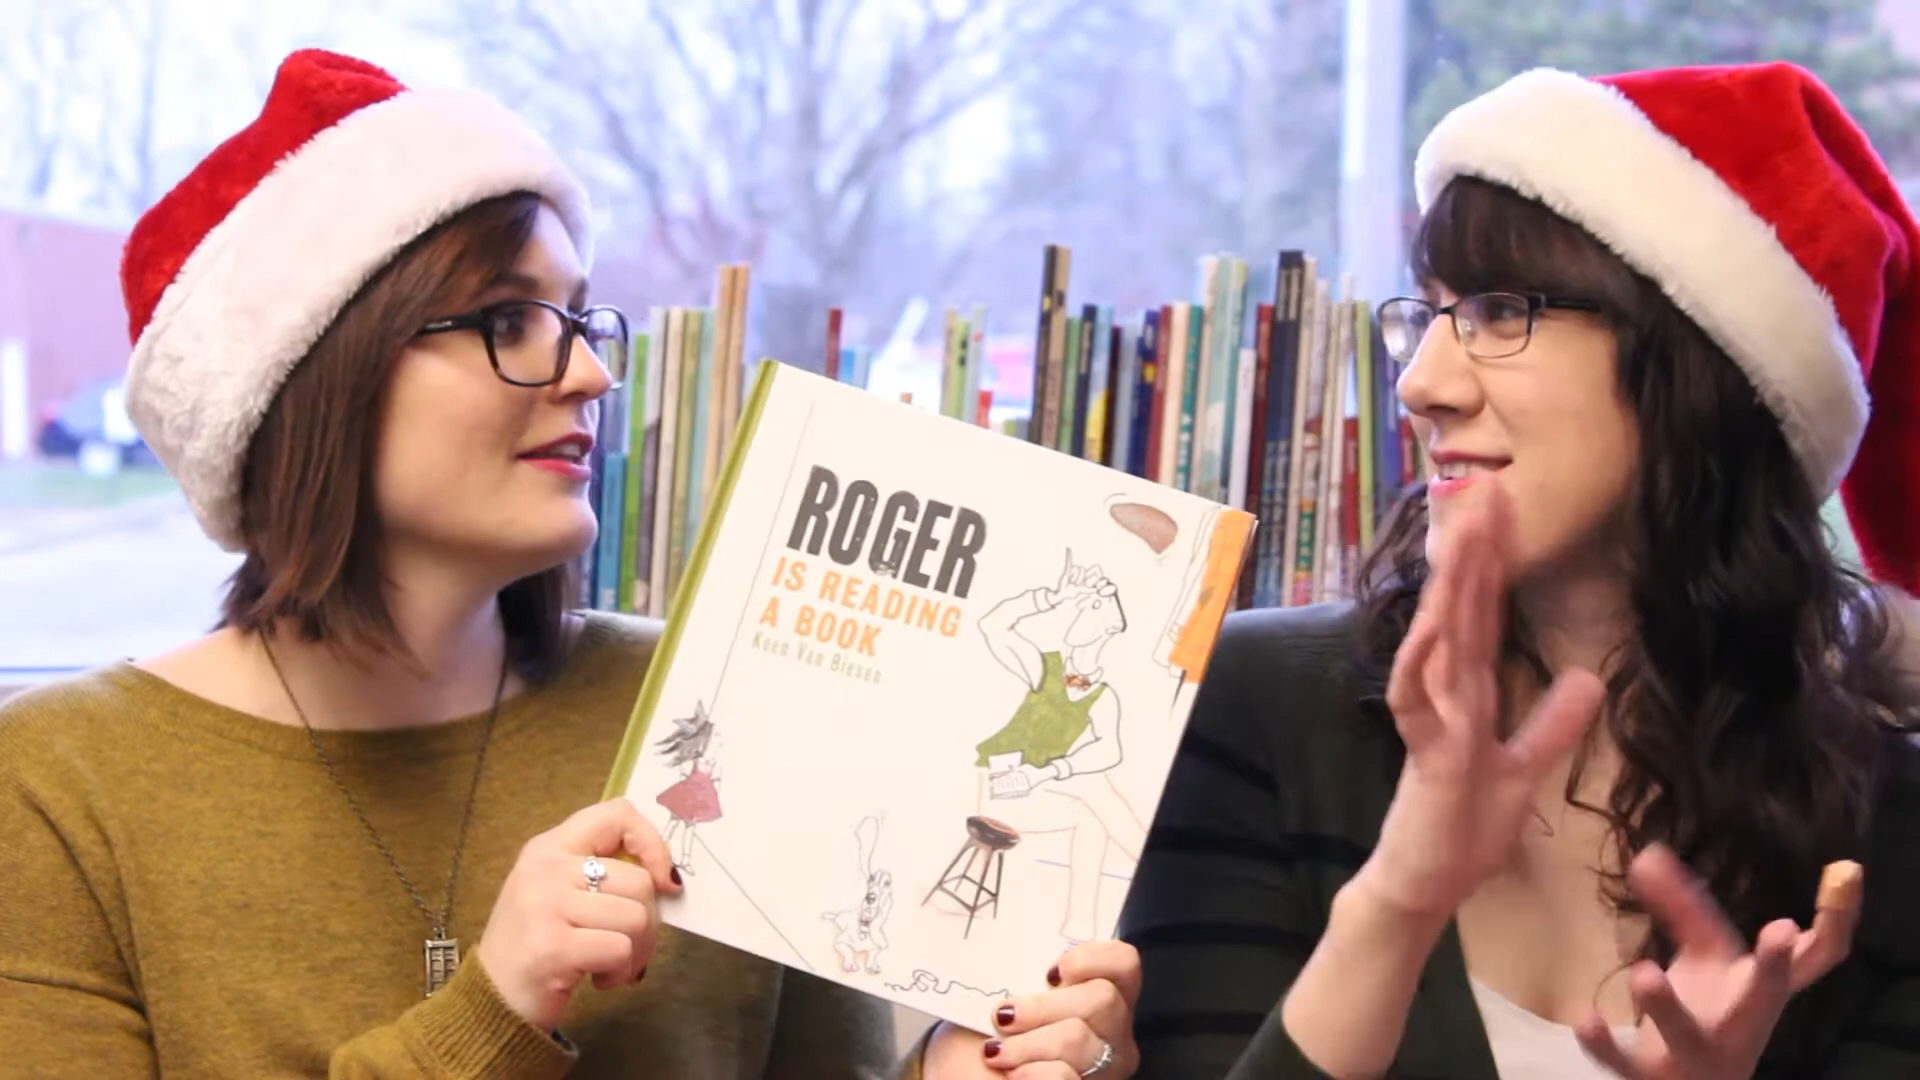 ROGER
IS READING
A BOOK
Koen Van Biesen